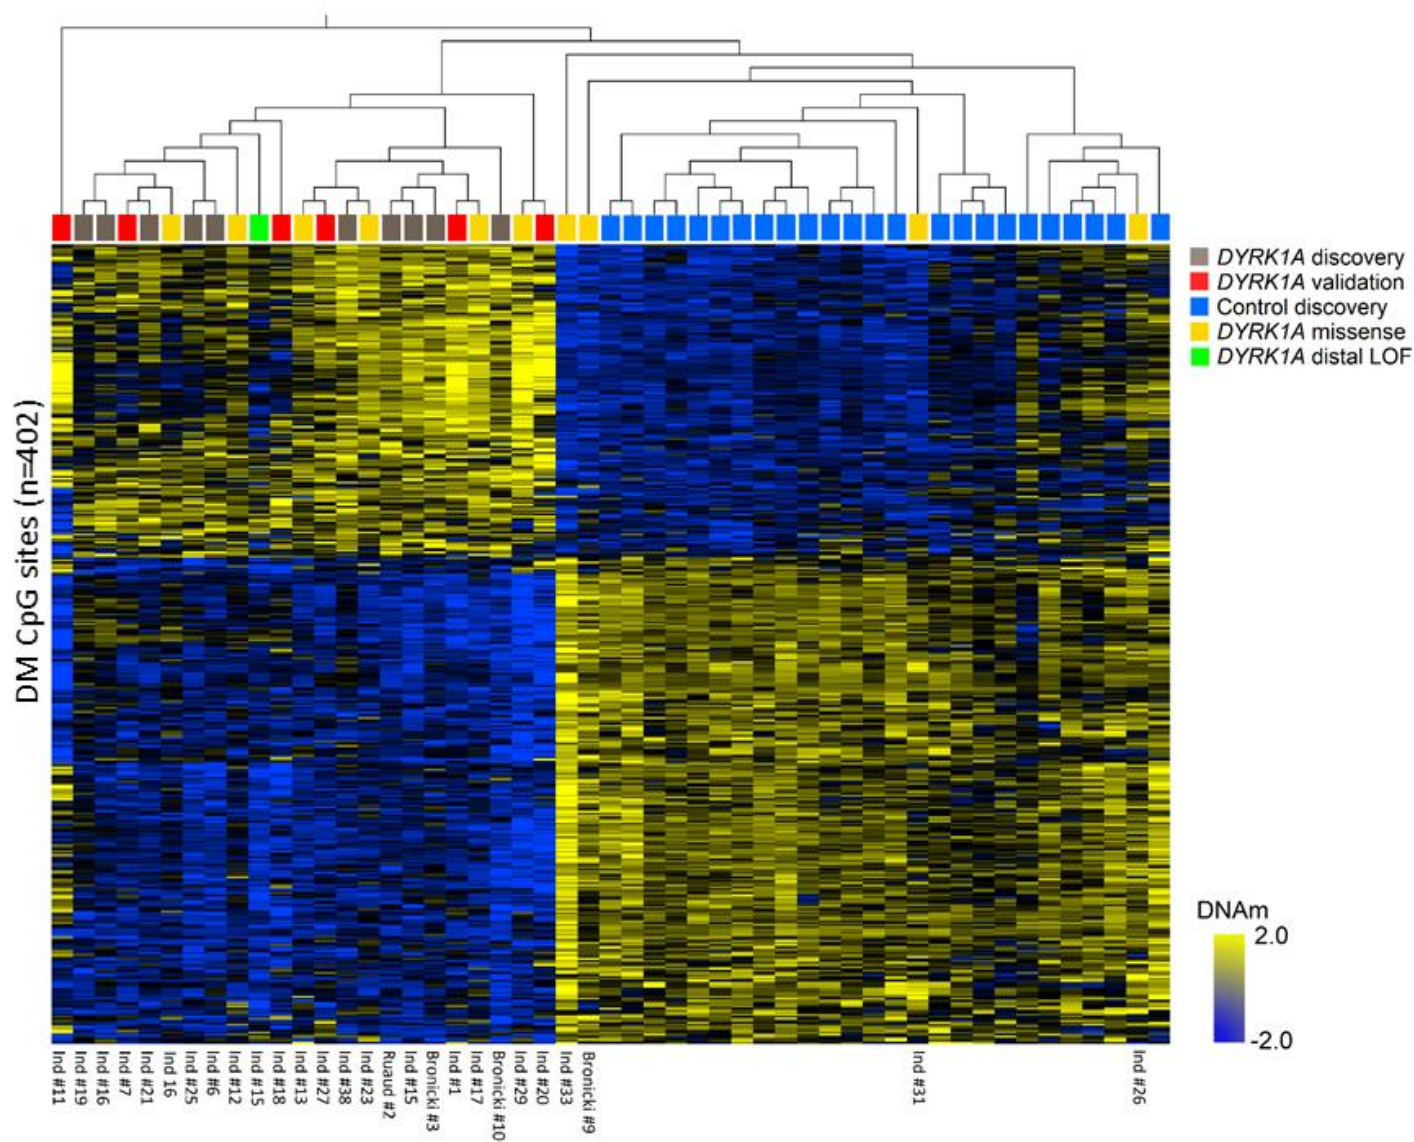 DYRK1A discovery
DYRK1A validation
Control discovery
DYRK1A missense
DYRK1A distal LOF
DM CpG sites (n=402)
DNAm
2.0
-2.0
Ind #11
Ind #19
Ind #16
Ind #7
Ind #21
Ind 16
Ind #25
Ind #6
Ind #12
Ind #15
Ind #18
Ind #13
Ind #27
Ind #38
Ind #23
Ruaud #2
Ind #15
Bronicki #3
Ind #1
Ind #17
Bronicki #10
Ind #29
Ind #20
Ind #33
Bronicki #9
Ind #31
Ind #26